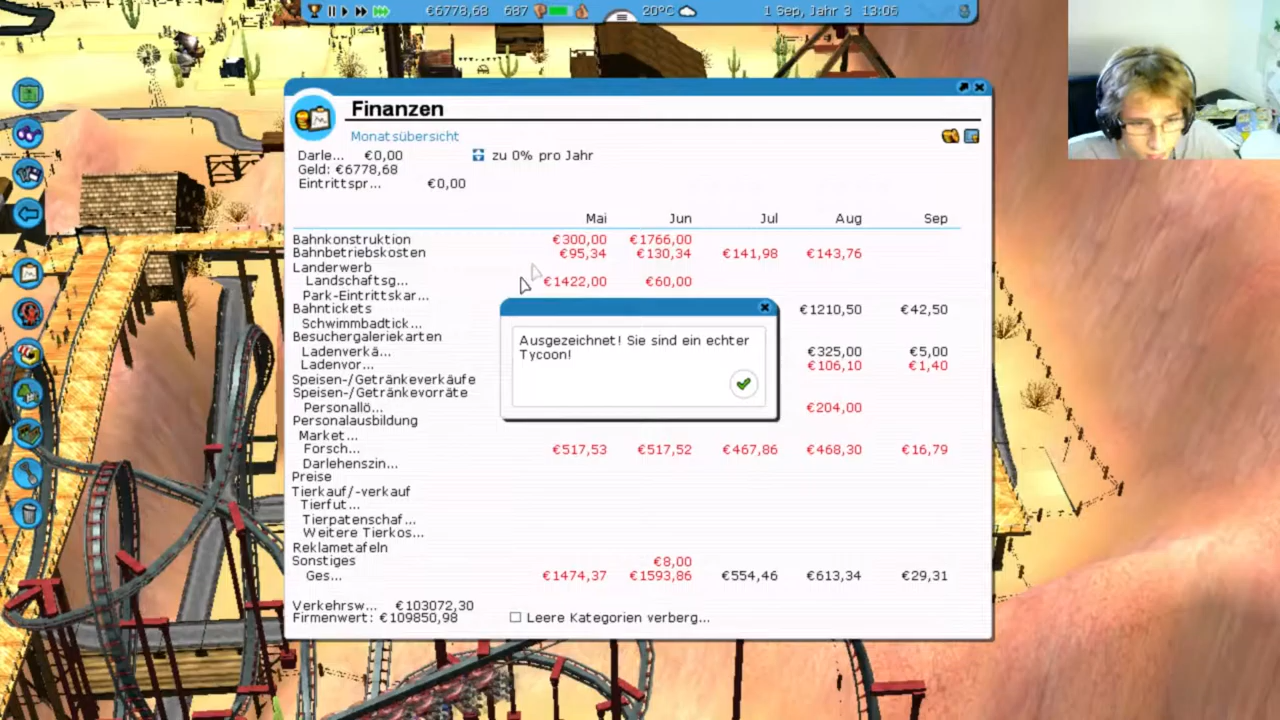 €6778,68 687 20°C 1 Sep, Jahr 3 13:06
Finanzen
Monatsübersicht
Darle... €0,00 zu 0% pro Jahr
Geld: €6778,68
Eintrittspr... €0,00
Mai Jun Jul Aug Sep
Bahnkonstruktion €300,00 €1766,00
Bahnbetriebskosten €95,34 €130,34 €141,98 €143,76
Landerwerb
Landschaftsg... €1422,00 €60,00
Park-Eintrittskar...
Bahntickets €1210,50 €42,50
Schwimmbadtick...
Besuchergaleriekarten
Ladenverkä... €325,00 €5,00
Ladenvor... €106,10 €1,40
Speisen-/Getränkeverkäufe
Speisen-/Getränkevorräte
Personallö... €204,00
Personalausbildung
Market...
Forsch... €517,53 €517,52 €467,86 €468,30 €16,79
Darlehenszin...
Preise
Tierkauf/-verkauf
Tierfut...
Tierpatenschaf...
Weitere Tierkos...
Reklametafeln
Sonstiges €8,00
Ges... €1474,37 €1593,86 €554,46 €613,34 €29,31
Verkehrsw... €103072,30
Firmenwert: €109850,98 Leere Kategorien verberg...
Ausgezeichnet! Sie sind ein echter
Tycoon!